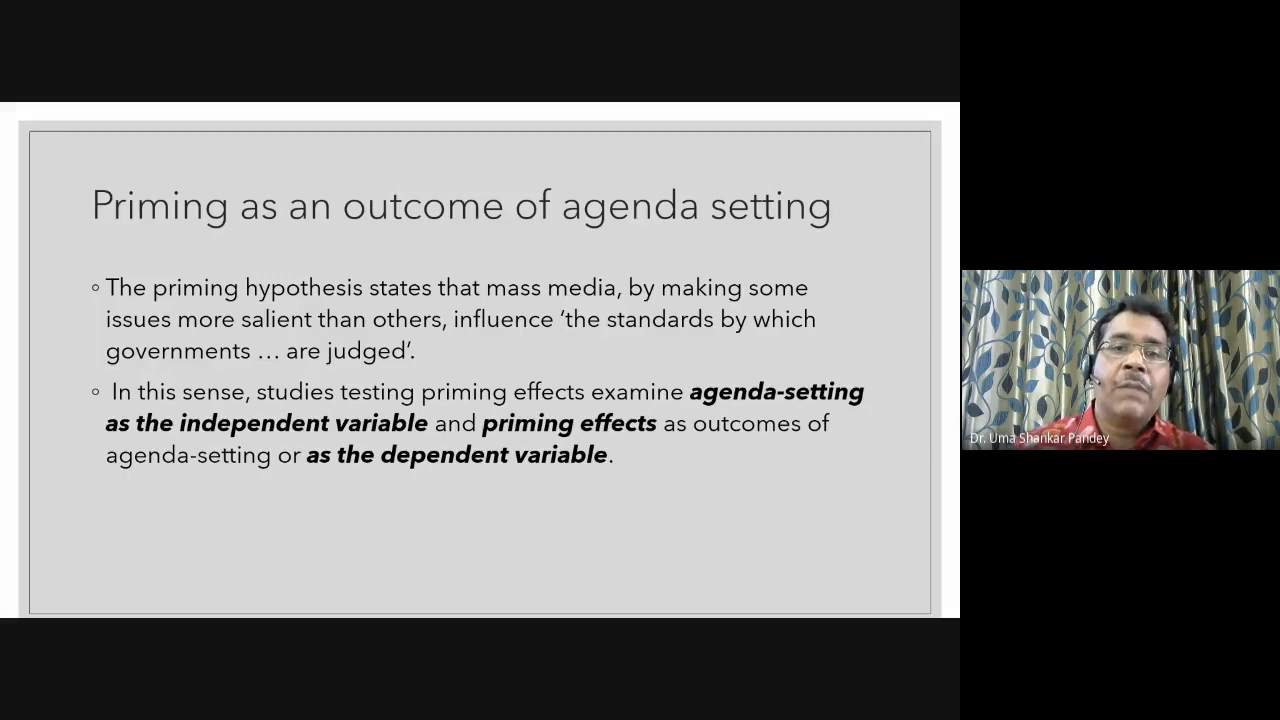 Priming as an outcome of agenda setting
◦ The priming hypothesis states that mass media, by making some
issues more salient than others, influence ‘the standards by which
governments … are judged’.
◦ In this sense, studies testing priming effects examine agenda-setting
as the independent variable and priming effects as outcomes of
agenda-setting or as the dependent variable.
Dr. Uma Shankar Pandey